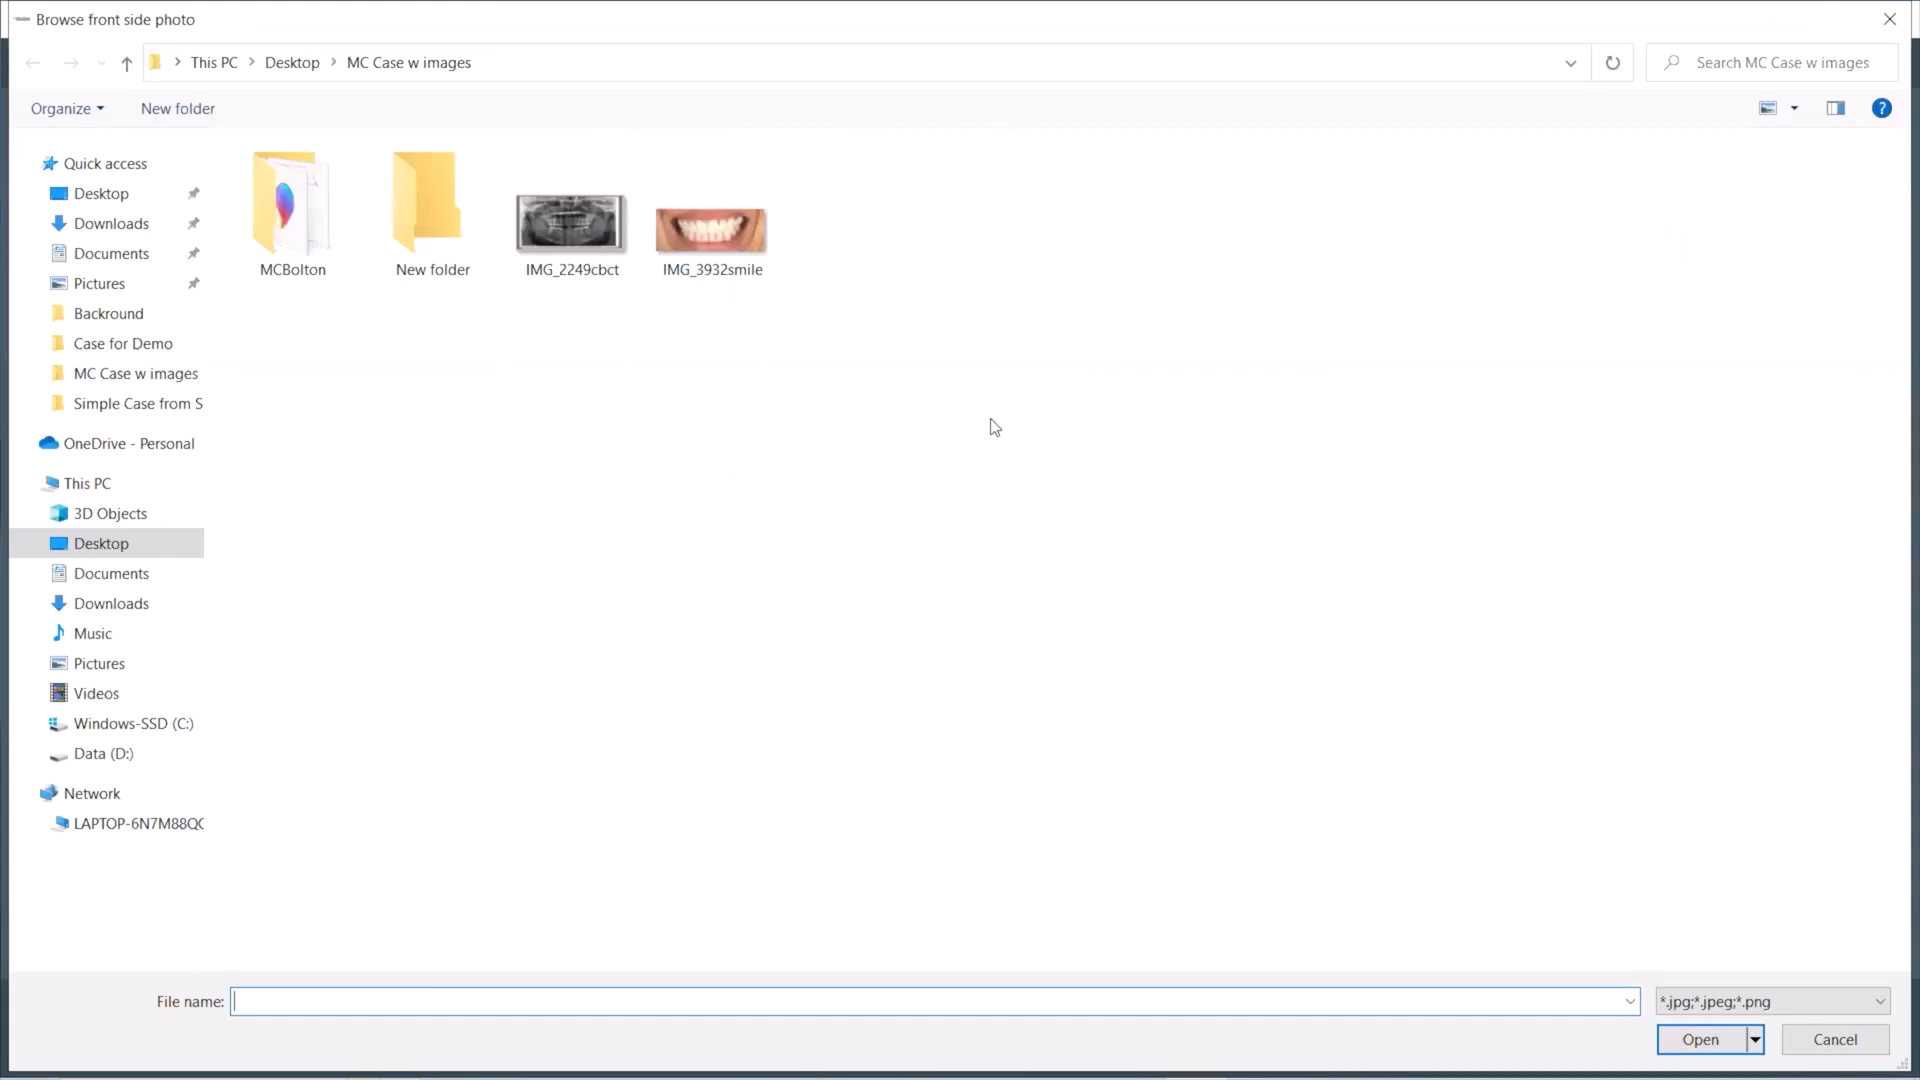 Browse front side photo
This PC > Desktop > MC Case w images
Search MC Case w images
Organize
New folder
?
Quick access
Desktop
Downloads
Documents
Pictures
Backround
Case for Demo
MC Case w images
Simple Case from S
OneDrive - Personal
This PC
3D Objects
Desktop
Documents
Downloads
Music
Pictures
Videos
Windows-SSD (C:)
Data (D:)
Network
LAPTOP-6N7M88QC
MCBolton
New folder
IMG_2249cbct
IMG_3932smile
File name:
*.jpg;*.jpeg;*.png
Open
Cancel